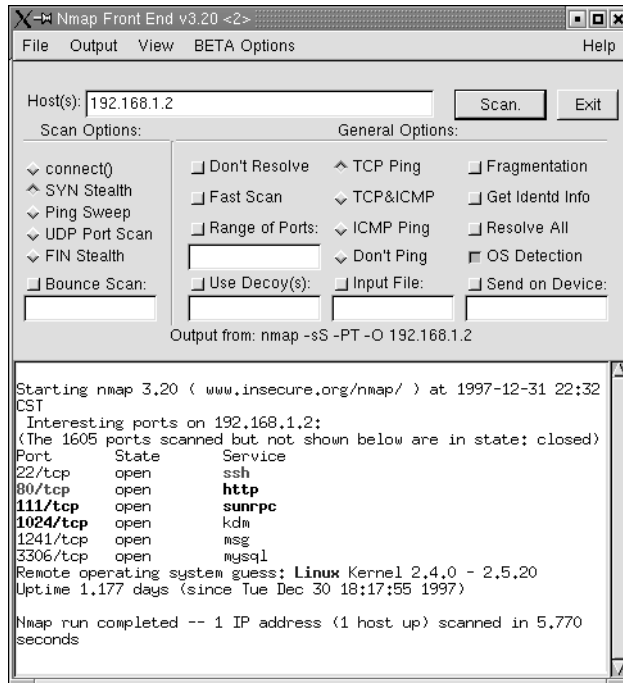 Nmap Front End v3.20 <2>
File Output View BETA Options Help
Host(s): 192.168.1.2 Scan. Exit
Scan Options: General Options:
connect() Don't Resolve TCP Ping Fragmentation
SYN Stealth Fast Scan TCP&ICMP Get Identd Info
Ping Sweep Range of Ports: ICMP Ping Resolve All
UDP Port Scan Don't Ping OS Detection
FIN Stealth
Bounce Scan: Use Decoy(s): Input File: Send on Device:
Output from: nmap -sS -PT -O 192.168.1.2
Starting nmap 3.20 ( www.insecure.org/nmap/ ) at 1997-12-31 22:32
CST
Interesting ports on 192.168.1.2:
(The 1605 ports scanned but not shown below are in state: closed)
Port State Service
22/tcp open ssh
80/tcp open http
111/tcp open sunrpc
1024/tcp open kdm
1241/tcp open msg
3306/tcp open mysql
Remote operating system guess: Linux Kernel 2.4.0 - 2.5.20
Uptime 1.177 days (since Tue Dec 30 18:17:55 1997)
Nmap run completed -- 1 IP address (1 host up) scanned in 5.770
seconds